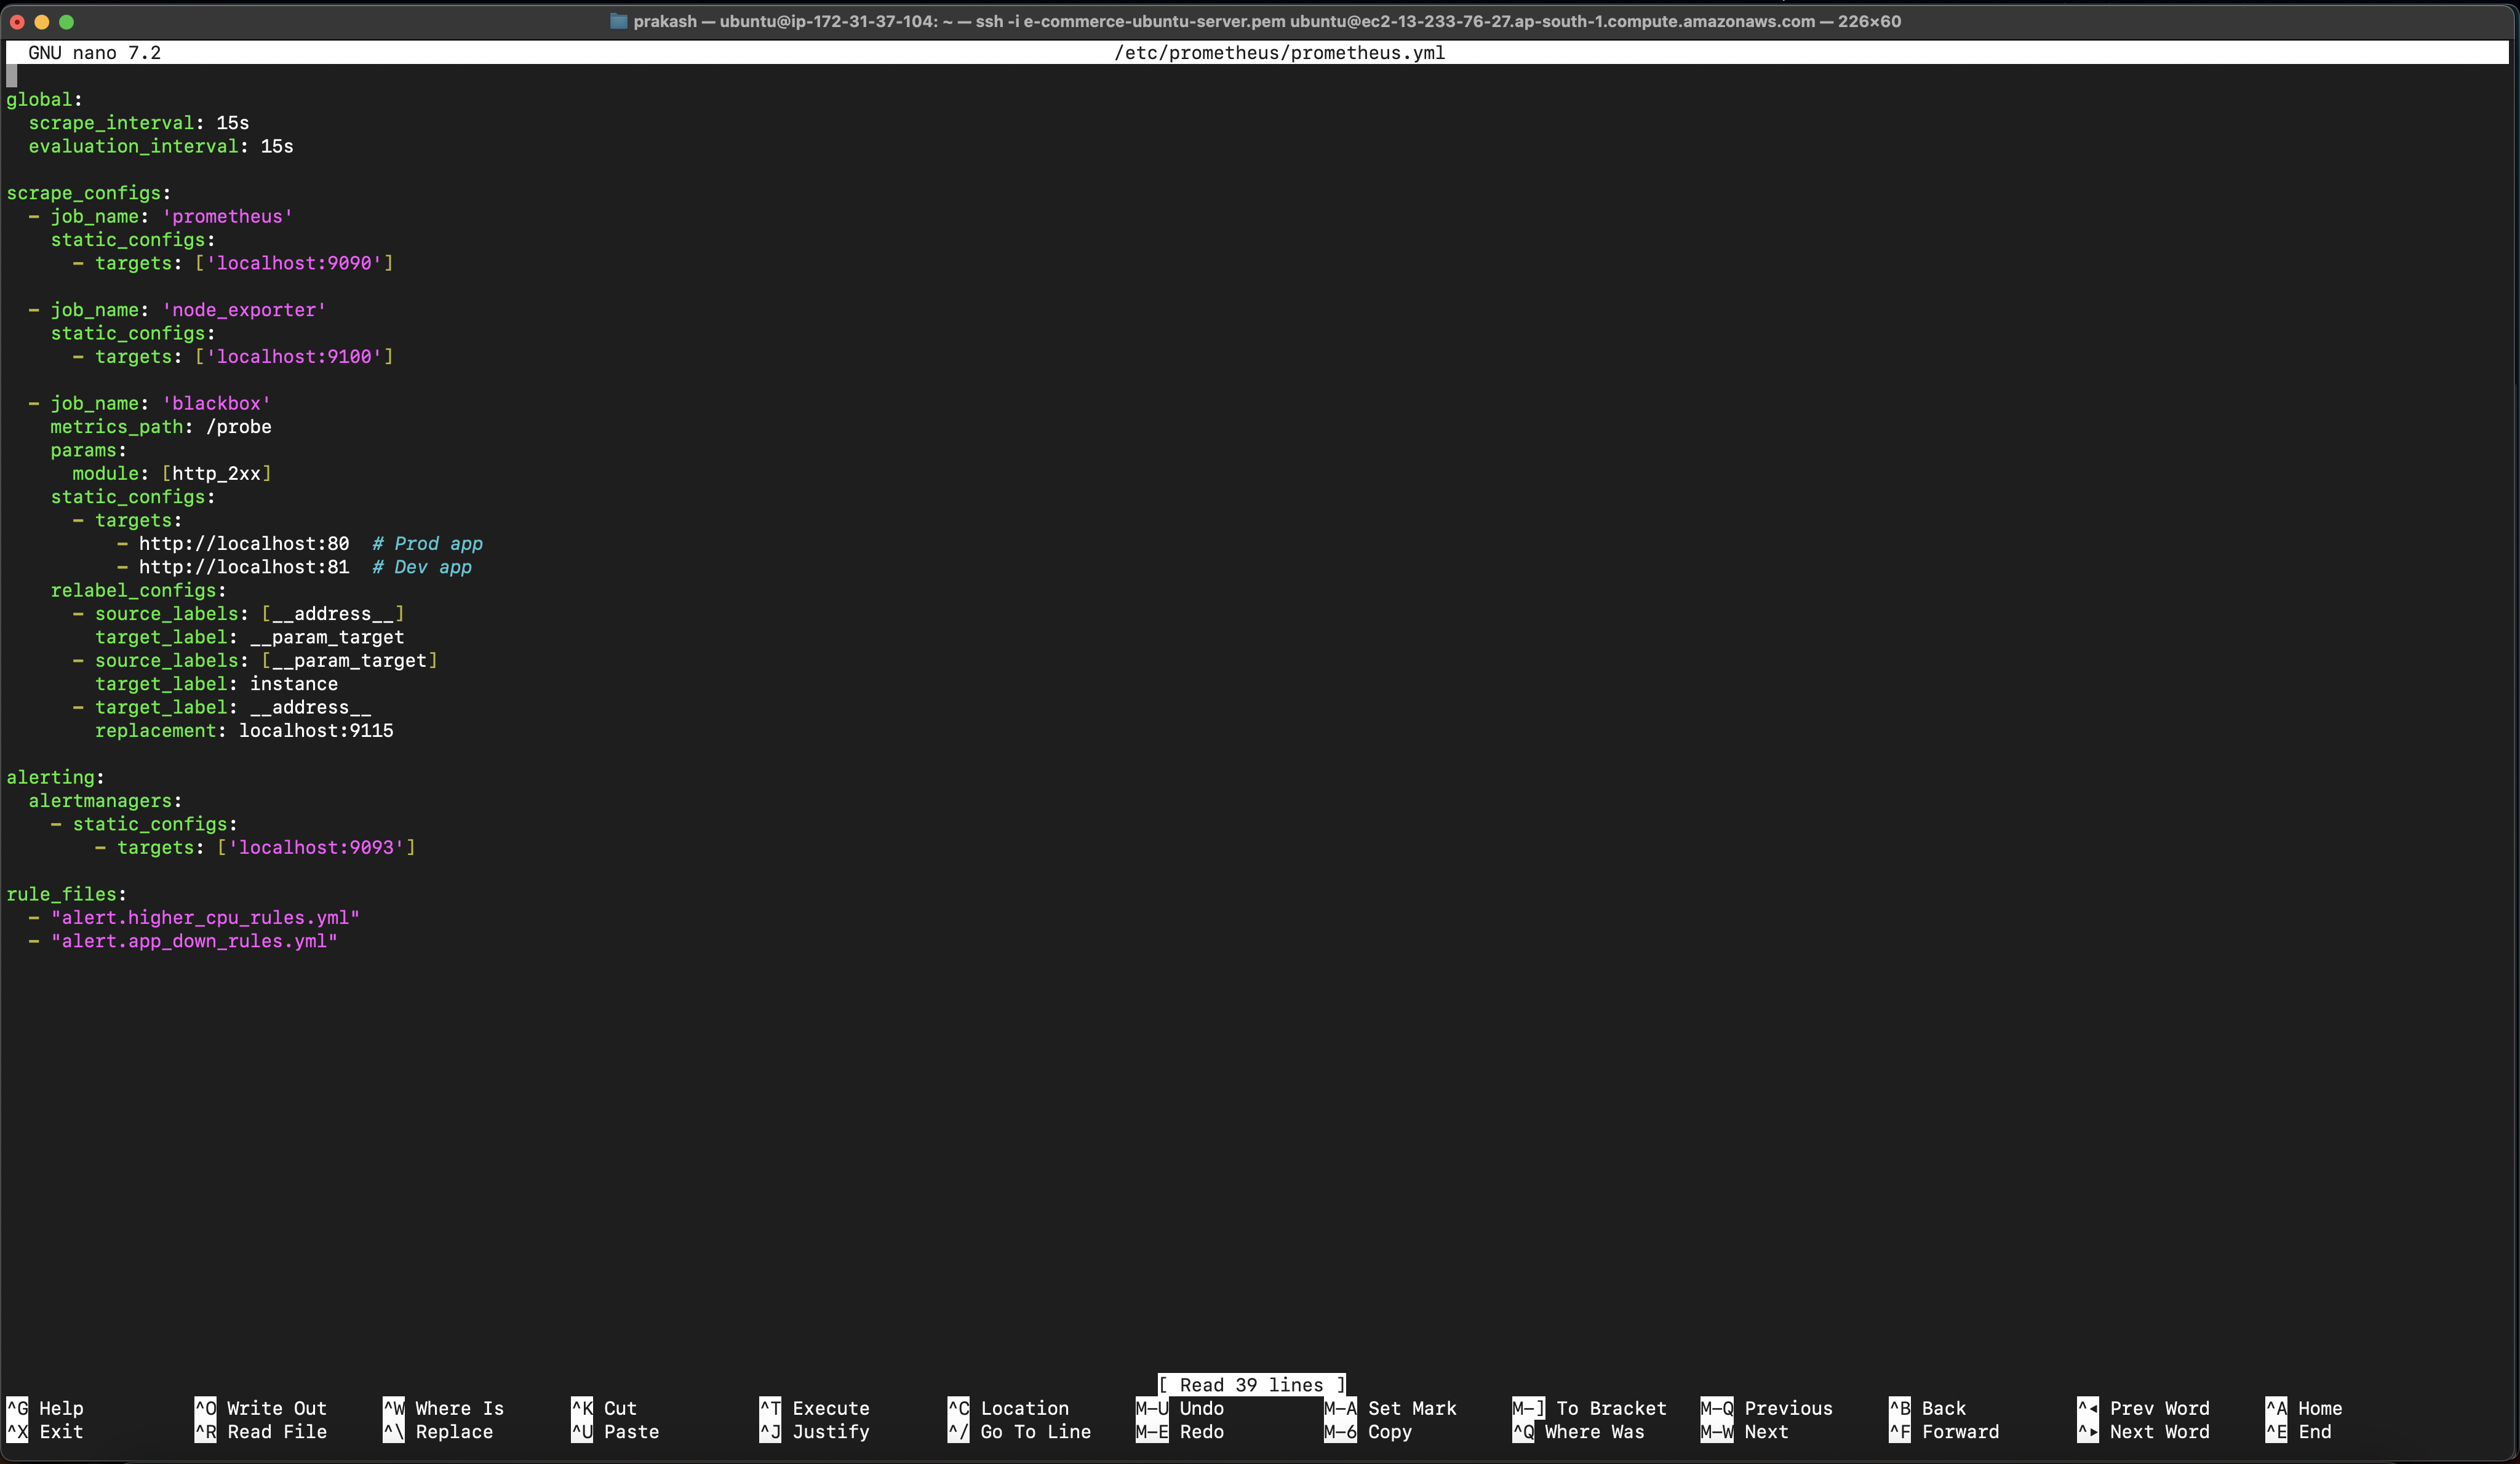 prakash — ubuntu@ip-172-31-37-104: ~ — ssh -i e-commerce-ubuntu-server.pem ubuntu@ec2-13-233-76-27.ap-south-1.compute.amazonaws.com — 226×60
GNU nano 7.2 /etc/prometheus/prometheus.yml
global:
  scrape_interval: 15s
  evaluation_interval: 15s
scrape_configs:
  - job_name: 'prometheus'
    static_configs:
      - targets: ['localhost:9090']
  - job_name: 'node_exporter'
    static_configs:
      - targets: ['localhost:9100']
  - job_name: 'blackbox'
    metrics_path: /probe
    params:
      module: [http_2xx]
    static_configs:
      - targets:
          - http://localhost:80  # Prod app
          - http://localhost:81  # Dev app
    relabel_configs:
      - source_labels: [__address__]
        target_label: __param_target
      - source_labels: [__param_target]
        target_label: instance
      - target_label: __address__
        replacement: localhost:9115
alerting:
  alertmanagers:
    - static_configs:
        - targets: ['localhost:9093']
rule_files:
  - "alert.higher_cpu_rules.yml"
  - "alert.app_down_rules.yml"
[ Read 39 lines ]
^G Help ^O Write Out ^W Where Is ^K Cut ^T Execute ^C Location M-U Undo M-A Set Mark M-] To Bracket M-Q Previous ^B Back ^◂ Prev Word ^A Home
^X Exit ^R Read File ^\ Replace ^U Paste ^J Justify ^/ Go To Line M-E Redo M-6 Copy ^Q Where Was M-W Next ^F Forward ^▸ Next Word ^E End